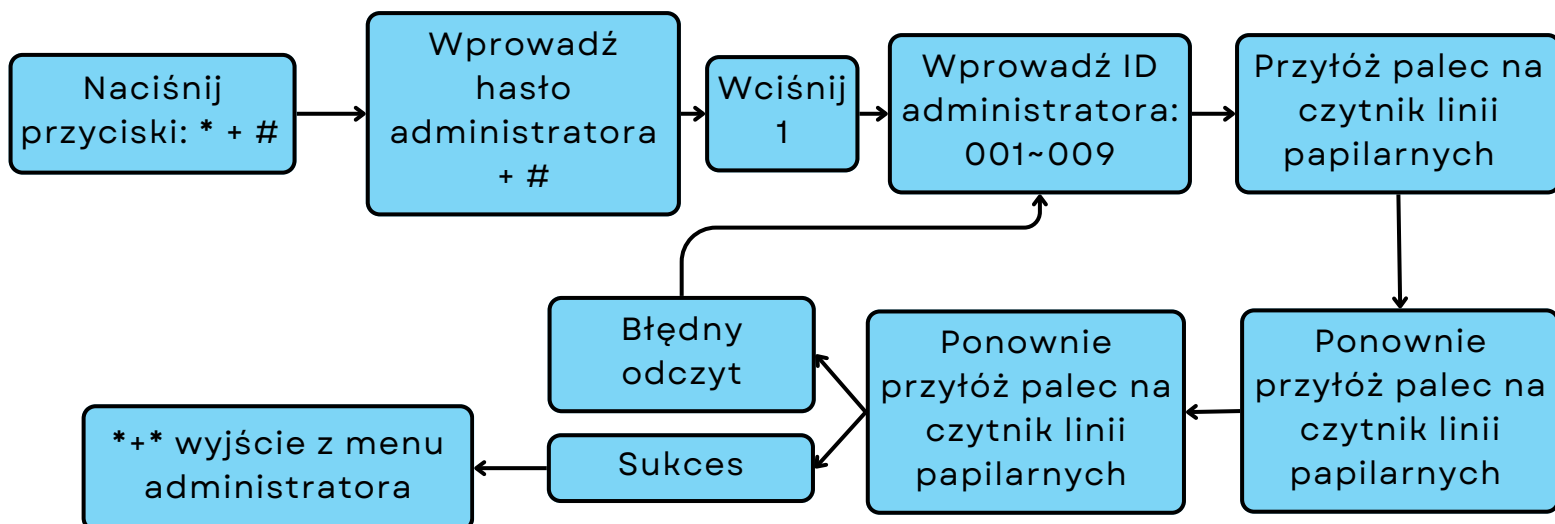 Naciśnij
przyciski: * + #
Wprowadź
hasło
administratora
+ #
Wciśnij
1
Wprowadź ID
administratora:
001~009
Przyłóż palec na
czytnik linii
papilarnych
Ponownie
przyłóż palec na
czytnik linii
papilarnych
Ponownie
przyłóż palec na
czytnik linii
papilarnych
Błędny
odczyt
Sukces
*+* wyjście z menu
administratora